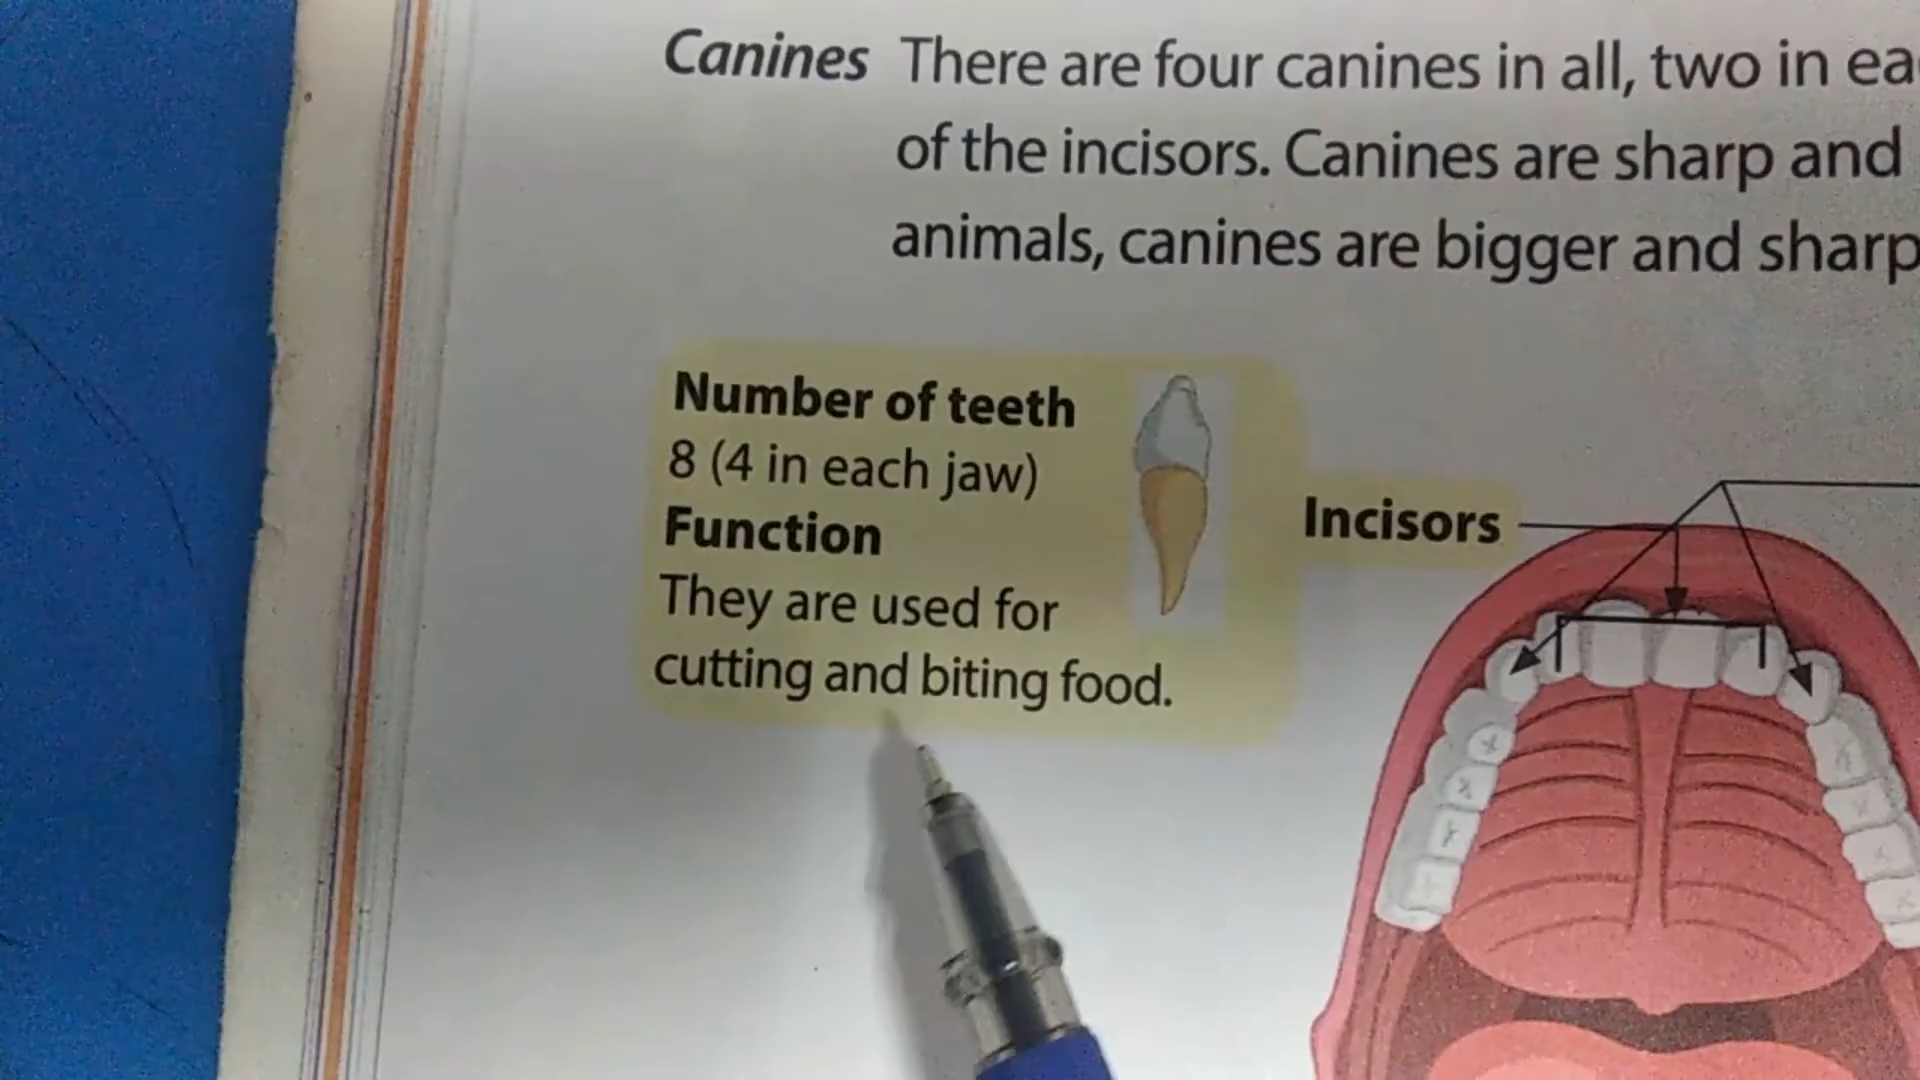 Canines There are four canines in all, two in
of the incisors. Canines are sharp and
animals, canines are bigger and
Number of teeth
8 (4 in each jaw)
Function
They are used for
cutting and biting food.
Incisors